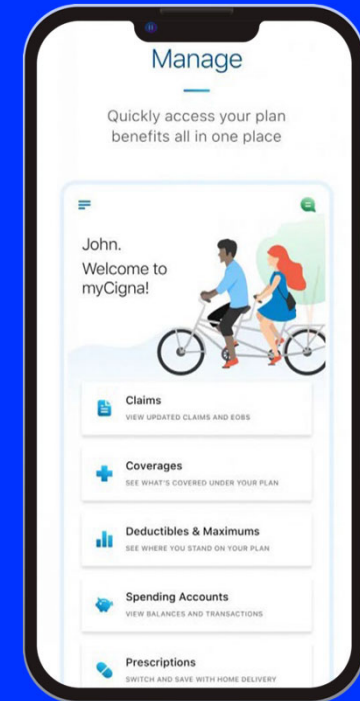 Manage
Quickly access your plan
benefits all in one place
John.
Welcome to
myCigna!
Claims
VIEW UPDATED CLAIMS AND EOBS
Coverages
SEE WHAT'S COVERED UNDER YOUR PLAN
Deductibles & Maximums
SEE WHERE YOU STAND ON YOUR PLAN
Spending Accounts
VIEW BALANCES AND TRANSACTIONS
Prescriptions
SWITCH AND SAVE WITH HOME DELIVERY